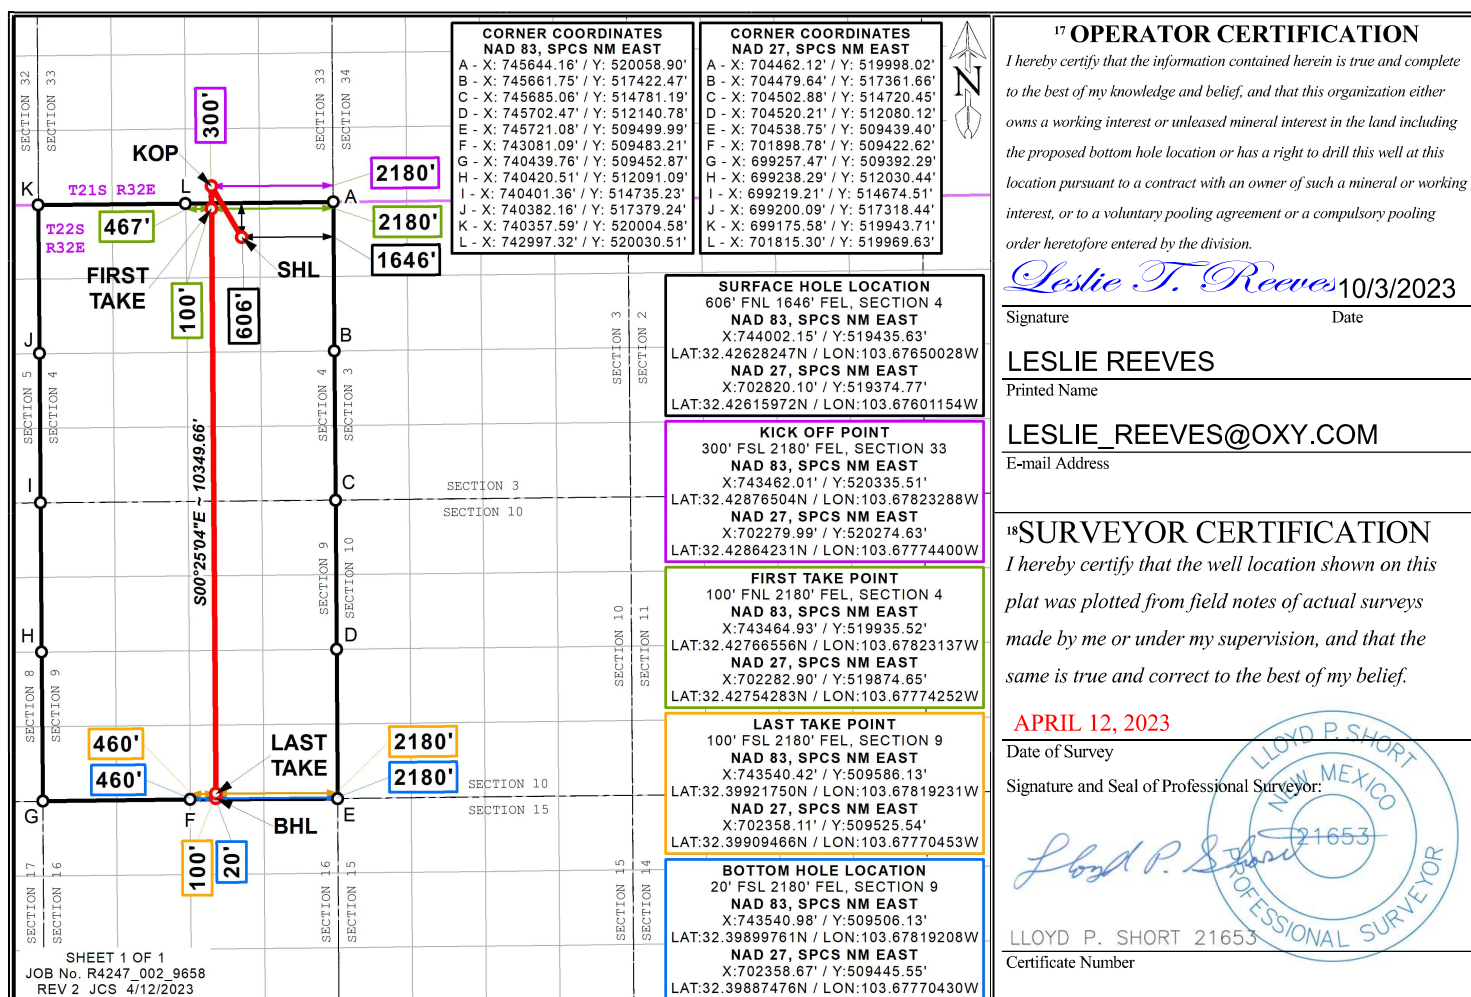 CORNER COORDINATES
NAD 83, SPCS NM EAST
A - X: 745644.16' / Y: 520058.90'
B - X: 745661.75' / Y: 517422.47'
C - X: 745685.06' / Y: 514781.19'
D - X: 745702.47' / Y: 512140.78'
E - X: 745721.08' / Y: 509499.99'
F - X: 743081.09' / Y: 509483.21'
G - X: 740439.76' / Y: 509452.87'
H - X: 740420.51' / Y: 512091.09'
I - X: 740401.36' / Y: 514735.23'
J - X: 740382.16' / Y: 517379.24'
K - X: 740357.59' / Y: 520004.58'
L - X: 742997.32' / Y: 520030.51'
CORNER COORDINATES
NAD 27, SPCS NM EAST
A - X: 704462.12' / Y: 519998.02'
B - X: 704479.64' / Y: 517361.66'
C - X: 704502.88' / Y: 514720.45'
D - X: 704520.21' / Y: 512080.12'
E - X: 704538.75' / Y: 509439.40'
F - X: 701898.78' / Y: 509422.62'
G - X: 699257.47' / Y: 509392.29'
H - X: 699238.29' / Y: 512030.44'
I - X: 699219.21' / Y: 514674.51'
J - X: 699200.09' / Y: 517318.44'
K - X: 699175.58' / Y: 519943.71'
L - X: 701815.30' / Y: 519969.63'
N
SECTION 32
SECTION 33
SECTION 33
SECTION 34
300'
KOP
2180'
K
T21S R32E
L
A
T22S
R32E
467'
2180'
FIRST
TAKE
SHL
1646'
100'
606'
J
B
SECTION 5
SECTION 4
SECTION 4
SECTION 3
SECTION 3
SECTION 2
S00°25'04"E ~ 10349.66'
I
C
SECTION 3
SECTION 10
SECTION 9
SECTION 10
SECTION 10
SECTION 11
H
D
SECTION 8
SECTION 9
460'
LAST
TAKE
2180'
460'
2180'
SECTION 10
SECTION 15
G
F
BHL
E
100'
20'
SECTION 17
SECTION 16
SECTION 16
SECTION 15
SECTION 15
SECTION 14
SHEET 1 OF 1
JOB No. R4247_002_9658
REV 2 JCS 4/12/2023
SURFACE HOLE LOCATION
606' FNL 1646' FEL, SECTION 4
NAD 83, SPCS NM EAST
X:744002.15' / Y:519435.63'
LAT:32.42628247N / LON:103.67650028W
NAD 27, SPCS NM EAST
X:702820.10' / Y:519374.77'
LAT:32.42615972N / LON:103.67601154W
KICK OFF POINT
300' FSL 2180' FEL, SECTION 33
NAD 83, SPCS NM EAST
X:743462.01' / Y:520335.51'
LAT:32.42876504N / LON:103.67823288W
NAD 27, SPCS NM EAST
X:702279.99' / Y:520274.63'
LAT:32.42864231N / LON:103.67774400W
FIRST TAKE POINT
100' FNL 2180' FEL, SECTION 4
NAD 83, SPCS NM EAST
X:743464.93' / Y:519935.52'
LAT:32.42766556N / LON:103.67823137W
NAD 27, SPCS NM EAST
X:702282.90' / Y:519874.65'
LAT:32.42754283N / LON:103.67774252W
LAST TAKE POINT
100' FSL 2180' FEL, SECTION 9
NAD 83, SPCS NM EAST
X:743540.42' / Y:509586.13'
LAT:32.39921750N / LON:103.67819231W
NAD 27, SPCS NM EAST
X:702358.11' / Y:509525.54'
LAT:32.39909466N / LON:103.67770453W
BOTTOM HOLE LOCATION
20' FSL 2180' FEL, SECTION 9
NAD 83, SPCS NM EAST
X:743540.98' / Y:509506.13'
LAT:32.39899761N / LON:103.67819208W
NAD 27, SPCS NM EAST
X:702358.67' / Y:509445.55'
LAT:32.39887476N / LON:103.67770430W
17 OPERATOR CERTIFICATION
I hereby certify that the information contained herein is true and complete
to the best of my knowledge and belief, and that this organization either
owns a working interest or unleased mineral interest in the land including
the proposed bottom hole location or has a right to drill this well at this
location pursuant to a contract with an owner of such a mineral or working
interest, or to a voluntary pooling agreement or a compulsory pooling
order heretofore entered by the division.
Leslie T. Reeves 10/3/2023
Signature Date
LESLIE REEVES
Printed Name
LESLIE_REEVES@OXY.COM
E-mail Address
18 SURVEYOR CERTIFICATION
I hereby certify that the well location shown on this
plat was plotted from field notes of actual surveys
made by me or under my supervision, and that the
same is true and correct to the best of my belief.
APRIL 12, 2023
Date of Survey
Signature and Seal of Professional Surveyor:
Lloyd P. Short
LLOYD P. SHORT
NEW MEXICO
21653
PROFESSIONAL SURVEYOR
LLOYD P. SHORT 21653
Certificate Number